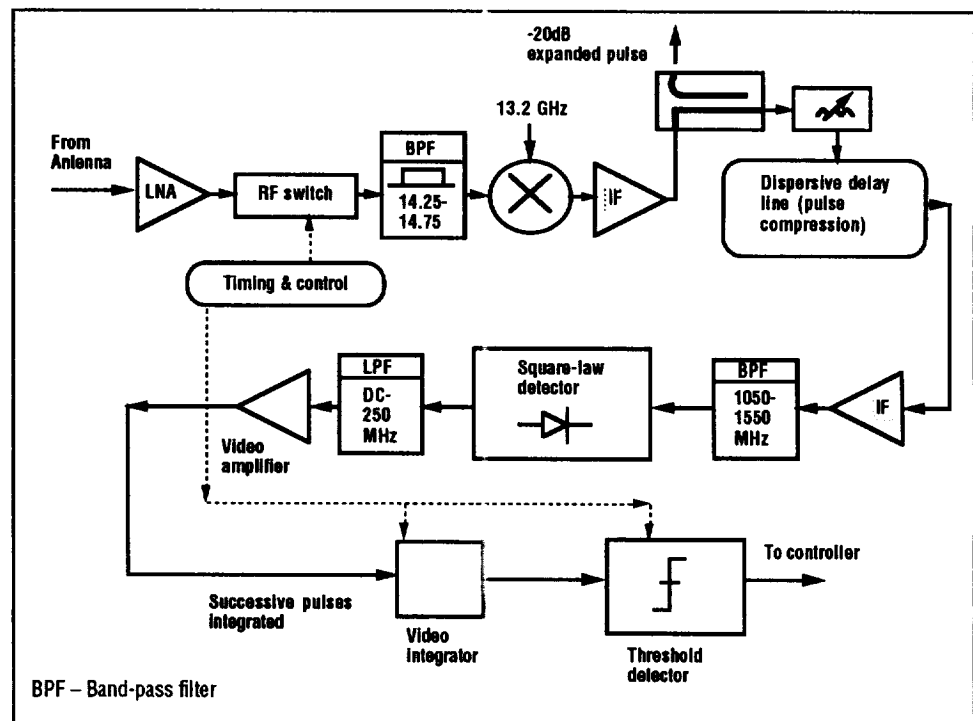 -20dB
expanded pulse
13.2 GHz
From
Antenna
LNA
RF switch
BPF
14.25-
14.75
IF
Dispersive delay
line (pulse
compression)
Timing & control
LPF
DC-
250
MHz
Square-law
detector
BPF
1050-
1550
MHz
IF
Video
amplifier
To controller
Successive pulses
integrated
Video
integrator
Threshold
detector
BPF – Band-pass filter